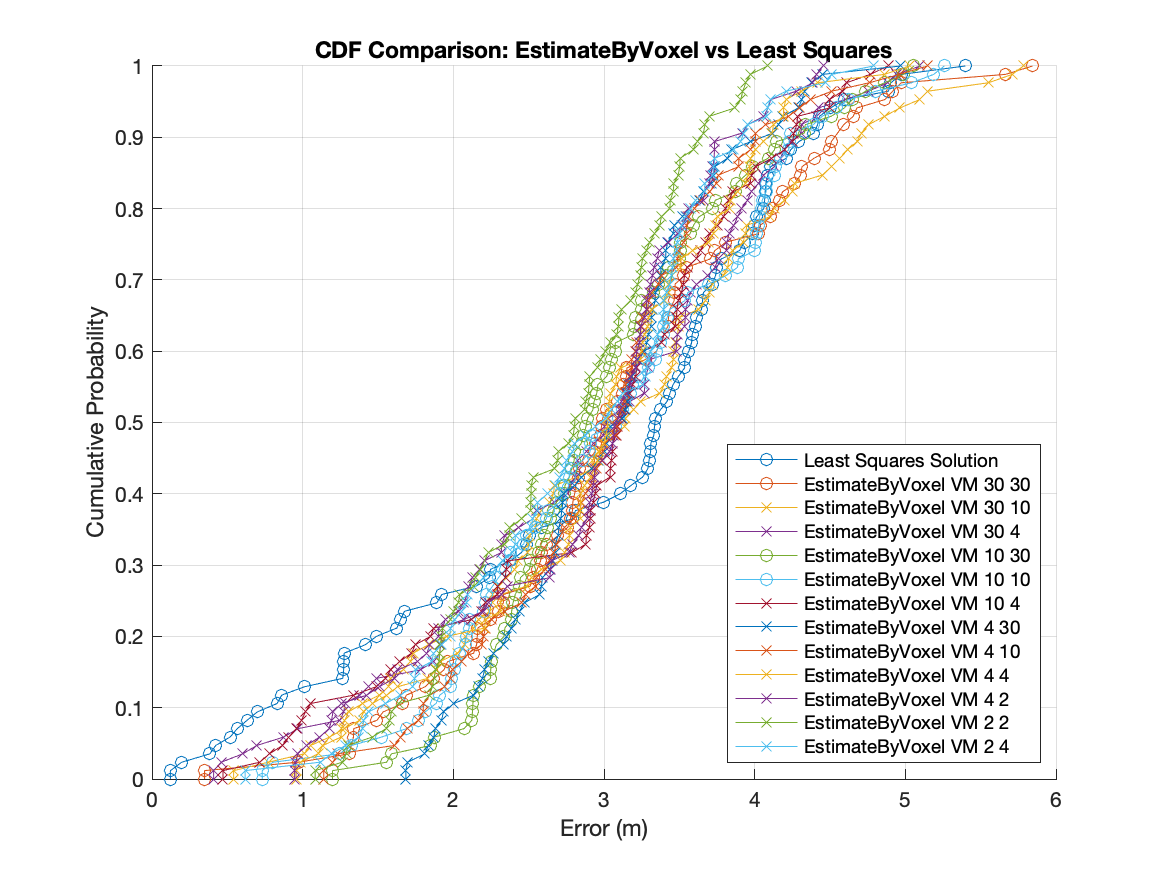 CDF Comparison: EstimateByVoxel vs Least Squares
1
0.9
0.8
0.7
0.6
0.5
0.4
0.3
0.2
0.1
0
Cumulative Probability
Least Squares Solution
EstimateByVoxel VM 30 30
EstimateByVoxel VM 30 10
EstimateByVoxel VM 30 4
EstimateByVoxel VM 10 30
EstimateByVoxel VM 10 10
EstimateByVoxel VM 10 4
EstimateByVoxel VM 4 30
EstimateByVoxel VM 4 10
EstimateByVoxel VM 4 4
EstimateByVoxel VM 4 2
EstimateByVoxel VM 2 2
EstimateByVoxel VM 2 4
0 1 2 3 4 5 6
Error (m)